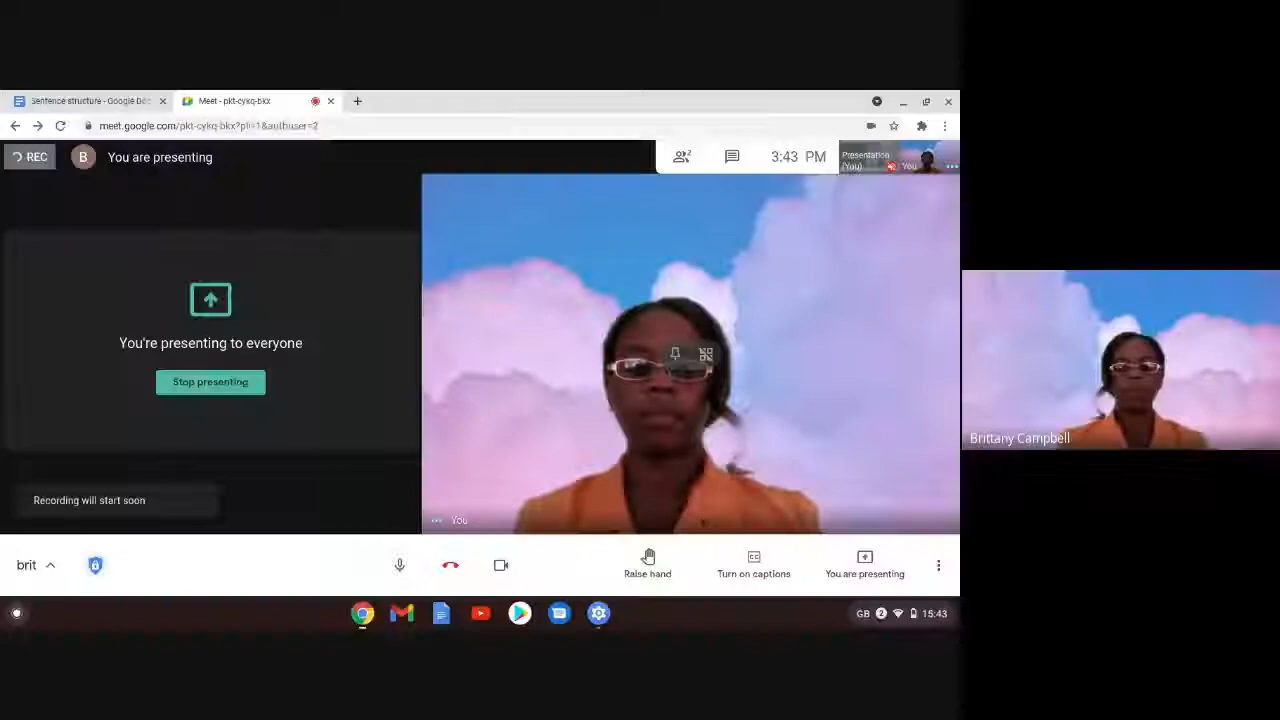 Sentence structure - Google Doc
Meet - pkt-cykq-bkx
meet.google.com/pkt-cykq-bkx?pli=1&authuser=2
REC
B
You are presenting
2
3:43 PM
Presentation
(You)
You
You're presenting to everyone
Stop presenting
Recording will start soon
You
Brittany Campbell
brit
Raise hand
Turn on captions
You are presenting
GB 2 15:43